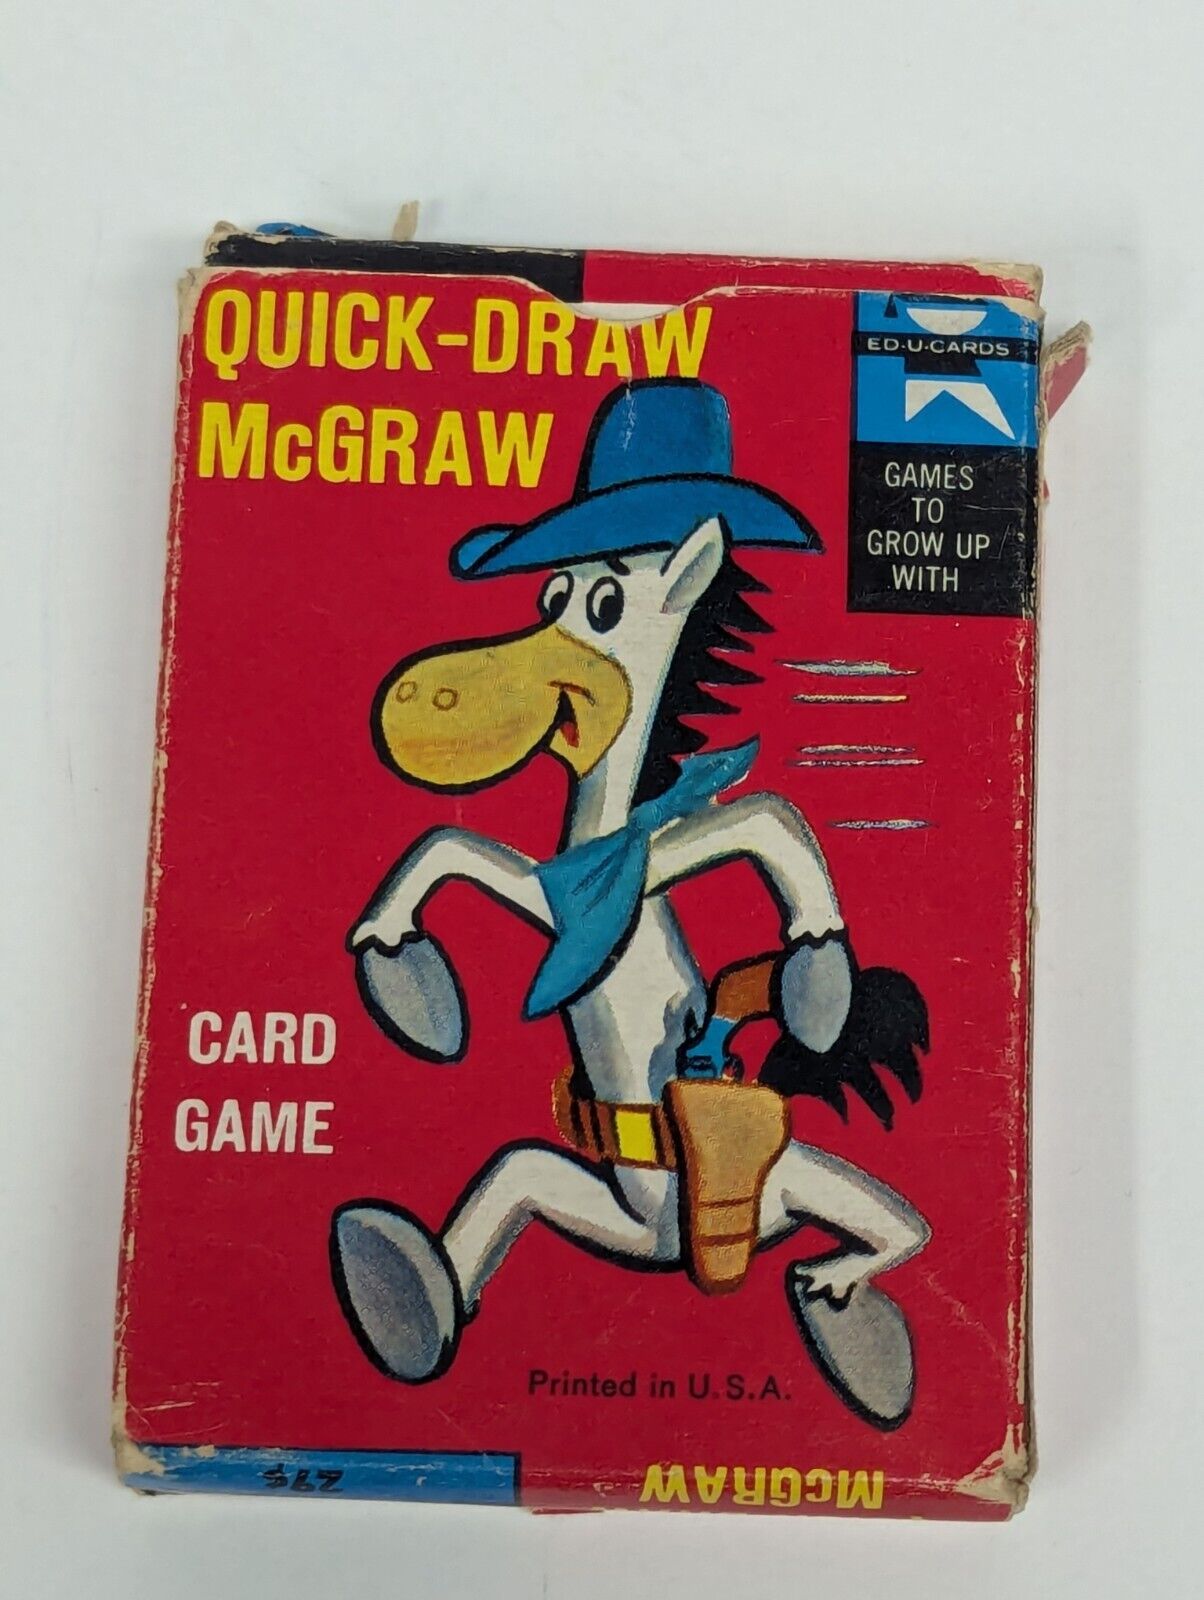 QUICK-DRAW
McGRAW
ED-U-CARDS
GAMES
TO
GROW UP
WITH
CARD
GAME
Printed in U.S.A.
29¢
McGRAW